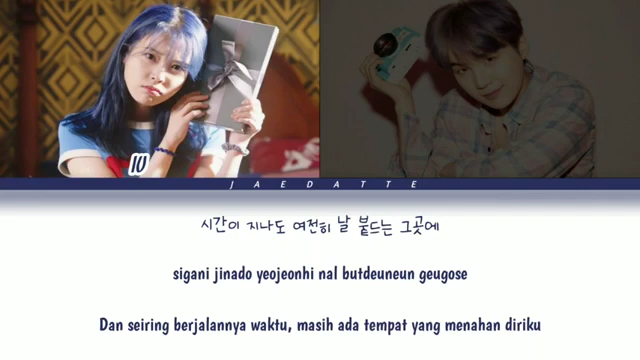 IU
JAEDATTE
시간이 지나도 여전히 날 붙드는 그곳에
sigani jinado yeojeonhi nal butdeuneun geugose
Dan seiring berjalannya waktu, masih ada tempat yang menahan diriku